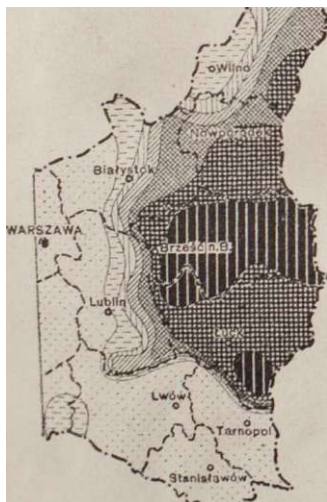 Wilno
Nowogródek
Białystok
WARSZAWA
Brześć n.B.
Lublin
Łuck
Lwów
Tarnopol
Stanisławów